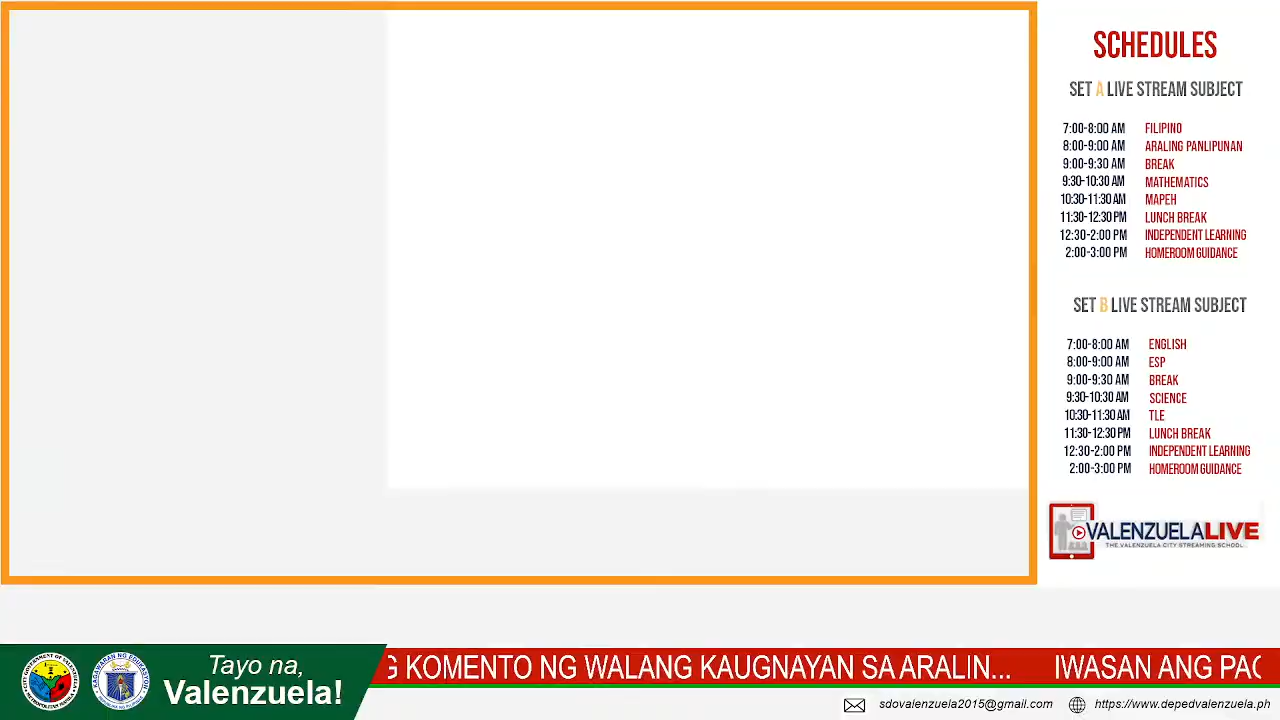 SCHEDULES
SET A LIVE STREAM SUBJECT
7:00-8:00 AM FILIPINO
8:00-9:00 AM ARALING PANLIPUNAN
9:00-9:30 AM BREAK
9:30-10:30 AM MATHEMATICS
10:30-11:30 AM MAPEH
11:30-12:30 PM LUNCH BREAK
12:30-2:00 PM INDEPENDENT LEARNING
2:00-3:00 PM HOMEROOM GUIDANCE
SET B LIVE STREAM SUBJECT
7:00-8:00 AM ENGLISH
8:00-9:00 AM ESP
9:00-9:30 AM BREAK
9:30-10:30 AM SCIENCE
10:30-11:30 AM TLE
11:30-12:30 PM LUNCH BREAK
12:30-2:00 PM INDEPENDENT LEARNING
2:00-3:00 PM HOMEROOM GUIDANCE
VALENZUELALIVE
THE VALENZUELA CITY STREAMING SCHOOL
Tayo na,
Valenzuela!
G KOMENTO NG WALANG KAUGNAYAN SA ARALIN... IWASAN ANG PAG
sdovalenzuela2015@gmail.com https://www.depedvalenzuela.ph